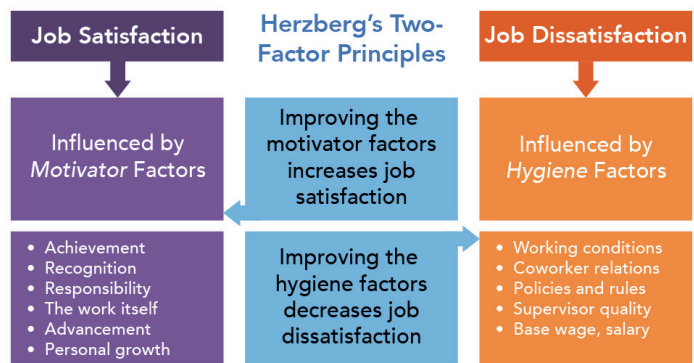 Job Satisfaction
Herzberg's Two-
Factor Principles
Job Dissatisfaction
Influenced by
Motivator Factors
Improving the
motivator factors
increases job
satisfaction
Influenced by
Hygiene Factors
• Achievement
• Recognition
• Responsibility
• The work itself
• Advancement
• Personal growth
Improving the
hygiene factors
decreases job
dissatisfaction
• Working conditions
• Coworker relations
• Policies and rules
• Supervisor quality
• Base wage, salary